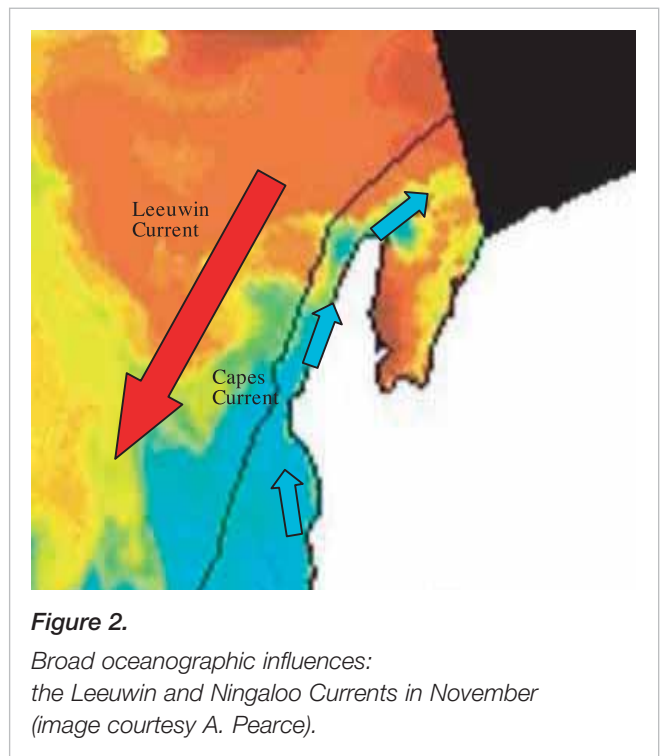 Leeuwin
Current
Capes
Current
Figure 2.
Broad oceanographic influences:
the Leeuwin and Ningaloo Currents in November
(image courtesy A. Pearce).